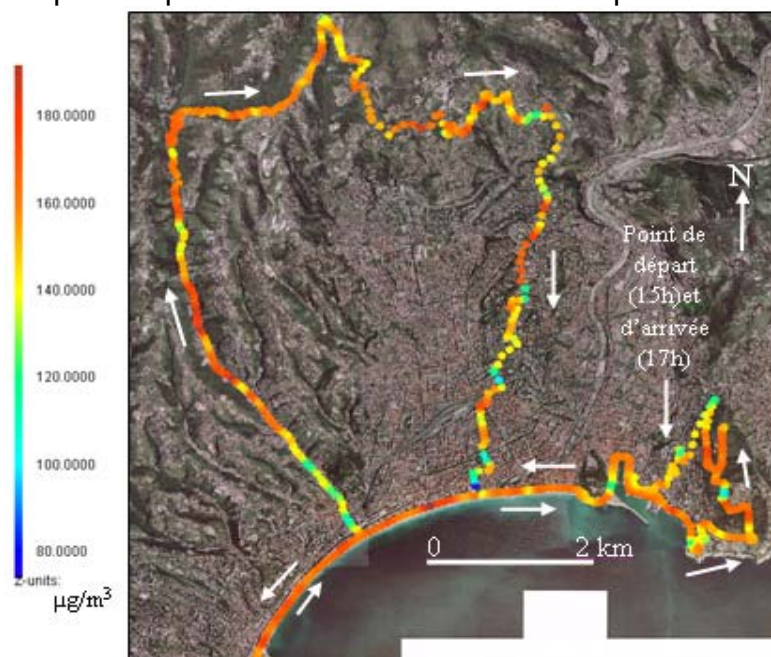 180.0000
160.0000
140.0000
120.0000
100.0000
80.0000
z-units:
µg/m³
N
Point de
départ
(15h)et
d'arrivée
(17h)
0 2 km